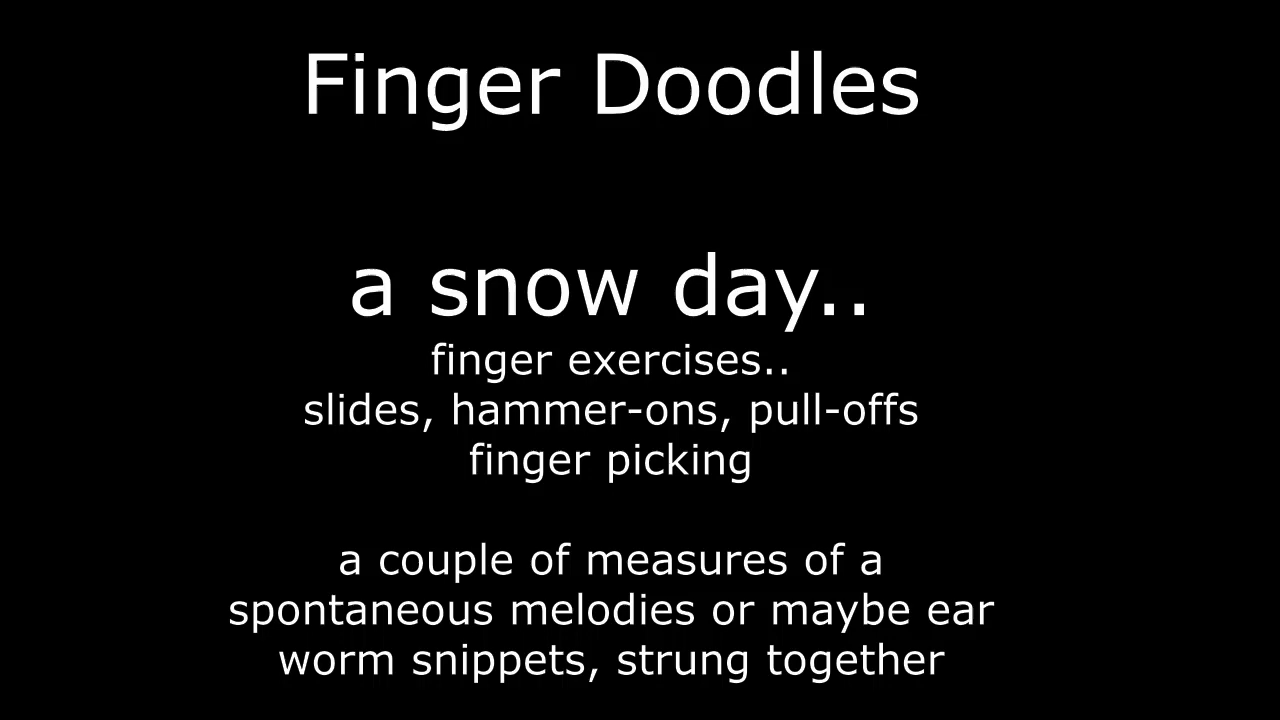 Finger Doodles
a snow day..
finger exercises..
slides, hammer-ons, pull-offs
finger picking
a couple of measures of a
spontaneous melodies or maybe ear
worm snippets, strung together